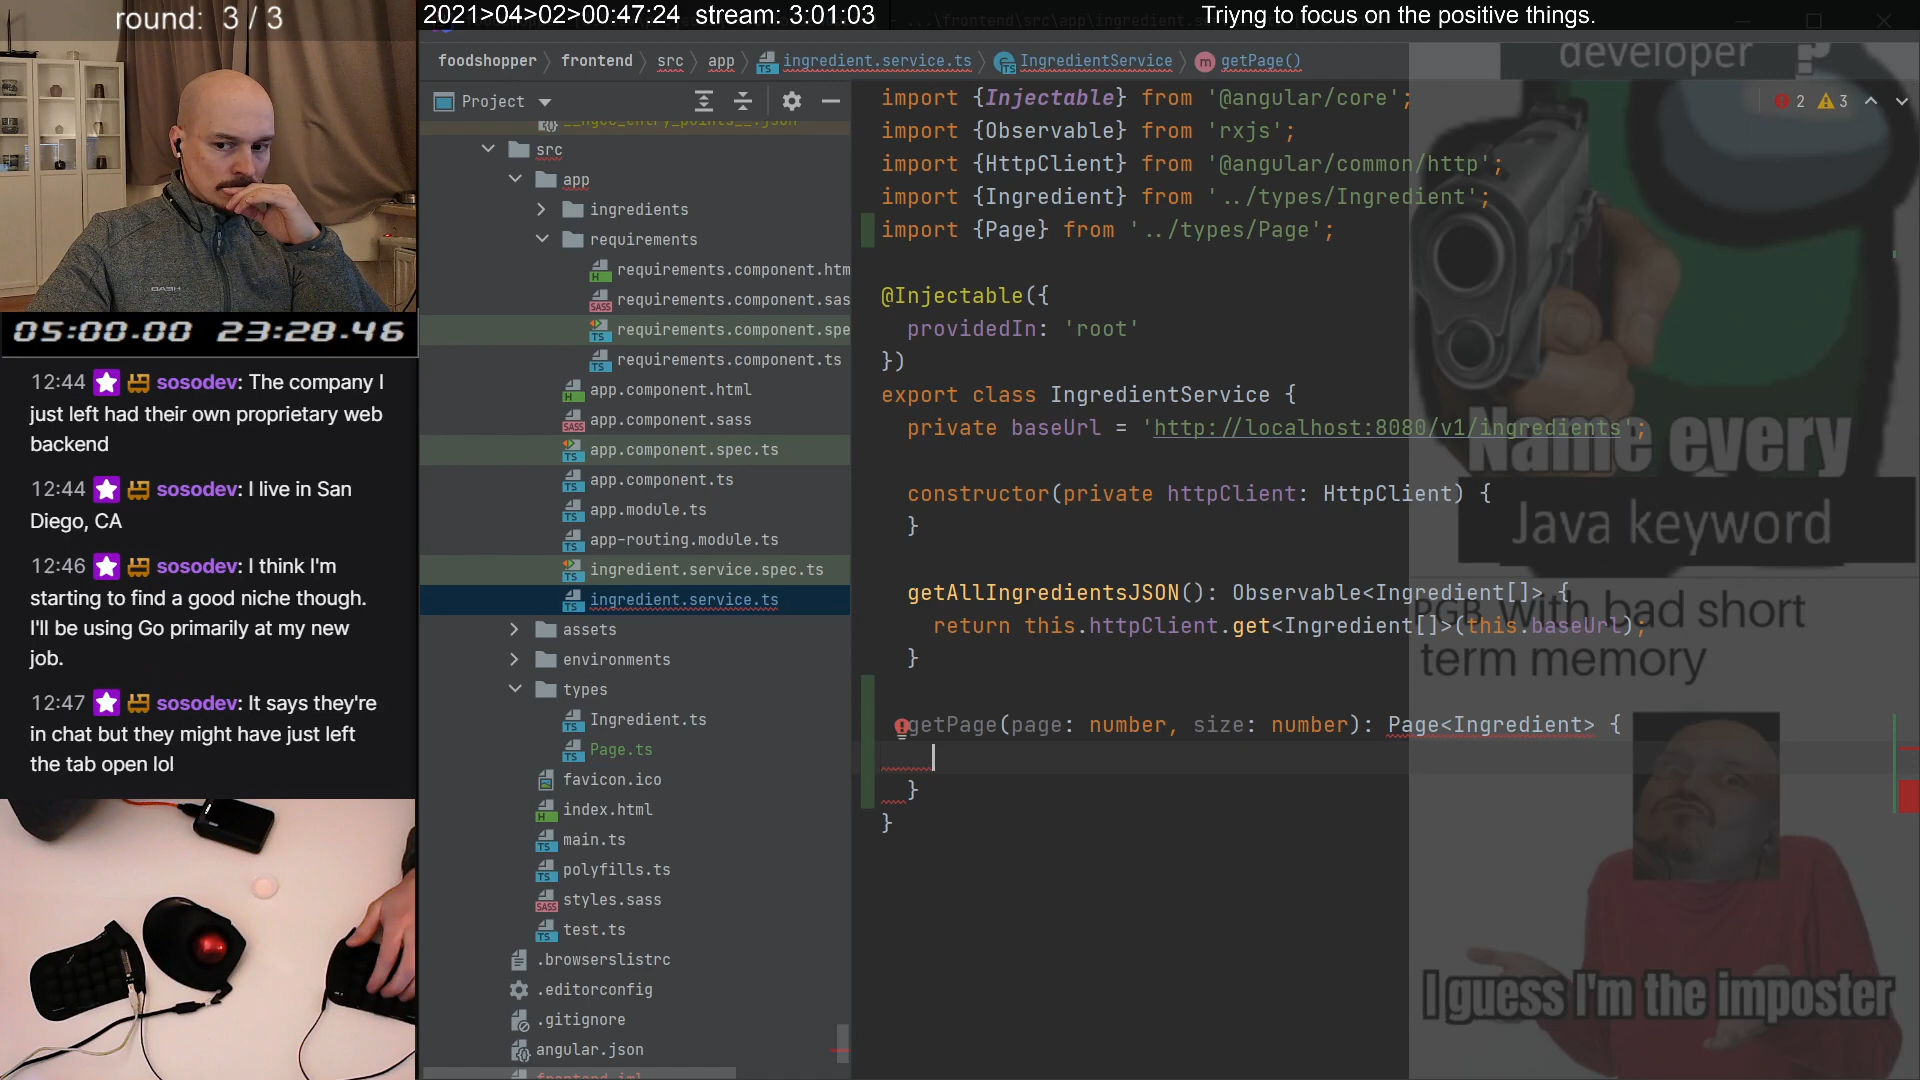 round: 3 / 3
2021>04>02>00:47:24 stream: 3:01:03
Triyng to focus on the positive things.
foodshopper
frontend
src
app
ingredient.service.ts
IngredientService
getPage()
Project
src
app
ingredients
requirements
requirements.component.htm
requirements.component.sas
requirements.component.spe
requirements.component.ts
app.component.html
app.component.sass
app.component.spec.ts
app.component.ts
app.module.ts
app-routing.module.ts
ingredient.service.spec.ts
ingredient.service.ts
assets
environments
types
Ingredient.ts
Page.ts
favicon.ico
index.html
main.ts
polyfills.ts
styles.sass
test.ts
.browserslistrc
.editorconfig
.gitignore
angular.json
import {Injectable} from '@angular/core';
import {Observable} from 'rxjs';
import {HttpClient} from '@angular/common/http';
import {Ingredient} from '../types/Ingredient';
import {Page} from '../types/Page';
@Injectable({
providedIn: 'root'
})
export class IngredientService {
private baseUrl = 'http://localhost:8080/v1/ingredients';
constructor(private httpClient: HttpClient) {
}
getAllIngredientsJSON(): Observable<Ingredient[]> {
return this.httpClient.get<Ingredient[]>(this.baseUrl);
}
getPage(page: number, size: number): Page<Ingredient> {
}
}
2 3
developer ?
Name every
Java keyword
RGB With bad short
term memory
I guess I'm the imposter
DASH
05:00.00 23:28.46
12:44 sosodev: The company I
just left had their own proprietary web
backend
12:44 sosodev: I live in San
Diego, CA
12:46 sosodev: I think I'm
starting to find a good niche though.
I'll be using Go primarily at my new
job.
12:47 sosodev: It says they're
in chat but they might have just left
the tab open lol